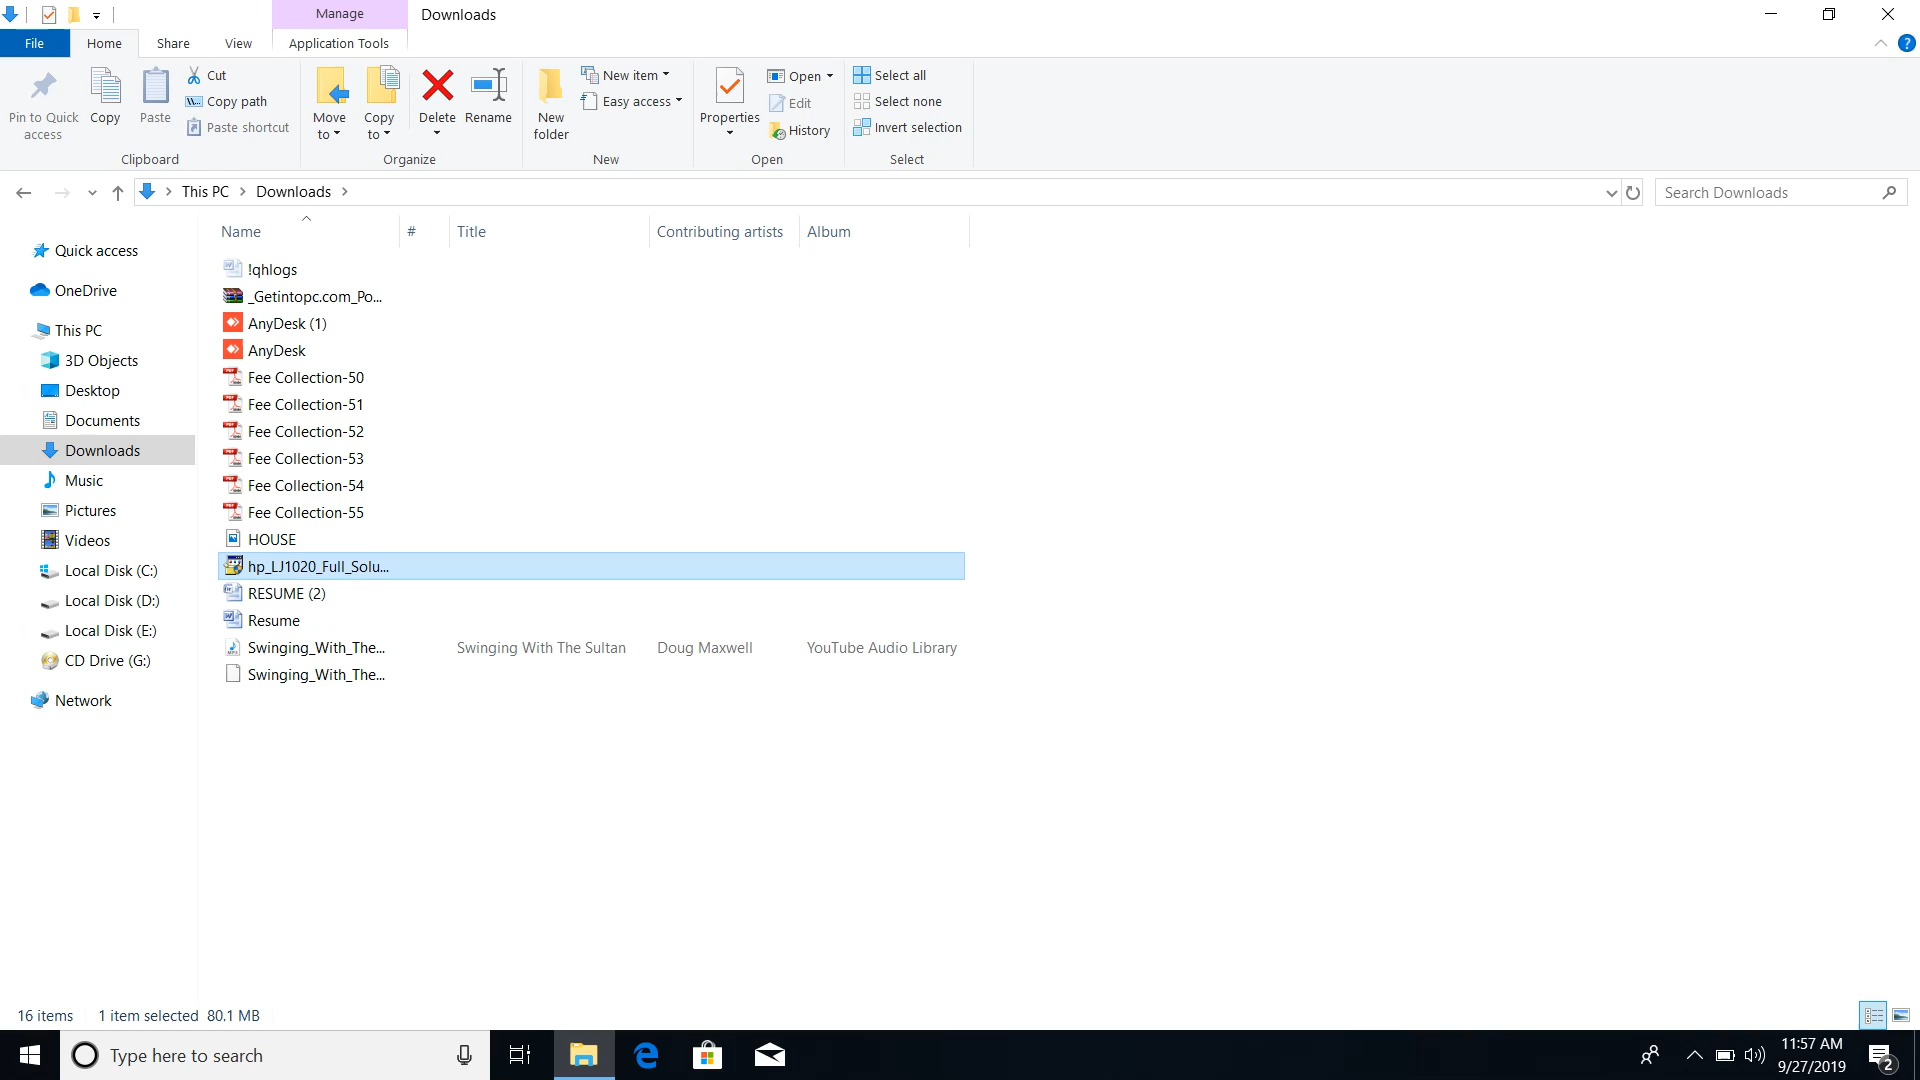 Manage
Downloads
File
Home
Share
View
Application Tools
Pin to Quick access
Copy
Paste
Cut
Copy path
Paste shortcut
Clipboard
Move to
Copy to
Delete
Rename
Organize
New folder
New item
Easy access
New
Properties
Open
Edit
History
Open
Select all
Select none
Invert selection
Select
This PC
Downloads
Search Downloads
Name
#
Title
Contributing artists
Album
Quick access
OneDrive
This PC
3D Objects
Desktop
Documents
Downloads
Music
Pictures
Videos
Local Disk (C:)
Local Disk (D:)
Local Disk (E:)
CD Drive (G:)
Network
!qhlogs
_Getintopc.com_Po...
AnyDesk (1)
AnyDesk
Fee Collection-50
Fee Collection-51
Fee Collection-52
Fee Collection-53
Fee Collection-54
Fee Collection-55
HOUSE
hp_LJ1020_Full_Solu...
RESUME (2)
Resume
Swinging_With_The... Swinging With The Sultan Doug Maxwell YouTube Audio Library
Swinging_With_The...
16 items 1 item selected 80.1 MB
Type here to search
11:57 AM
9/27/2019
2